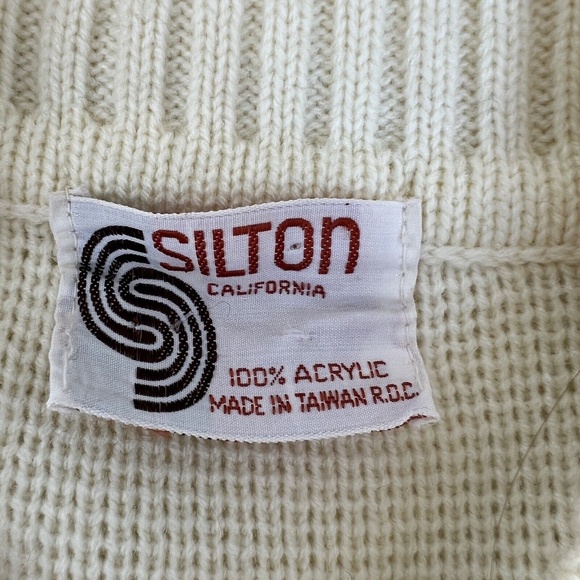 SILTON
CALIFORNIA
100% ACRYLIC
MADE IN TAIWAN R.O.C.